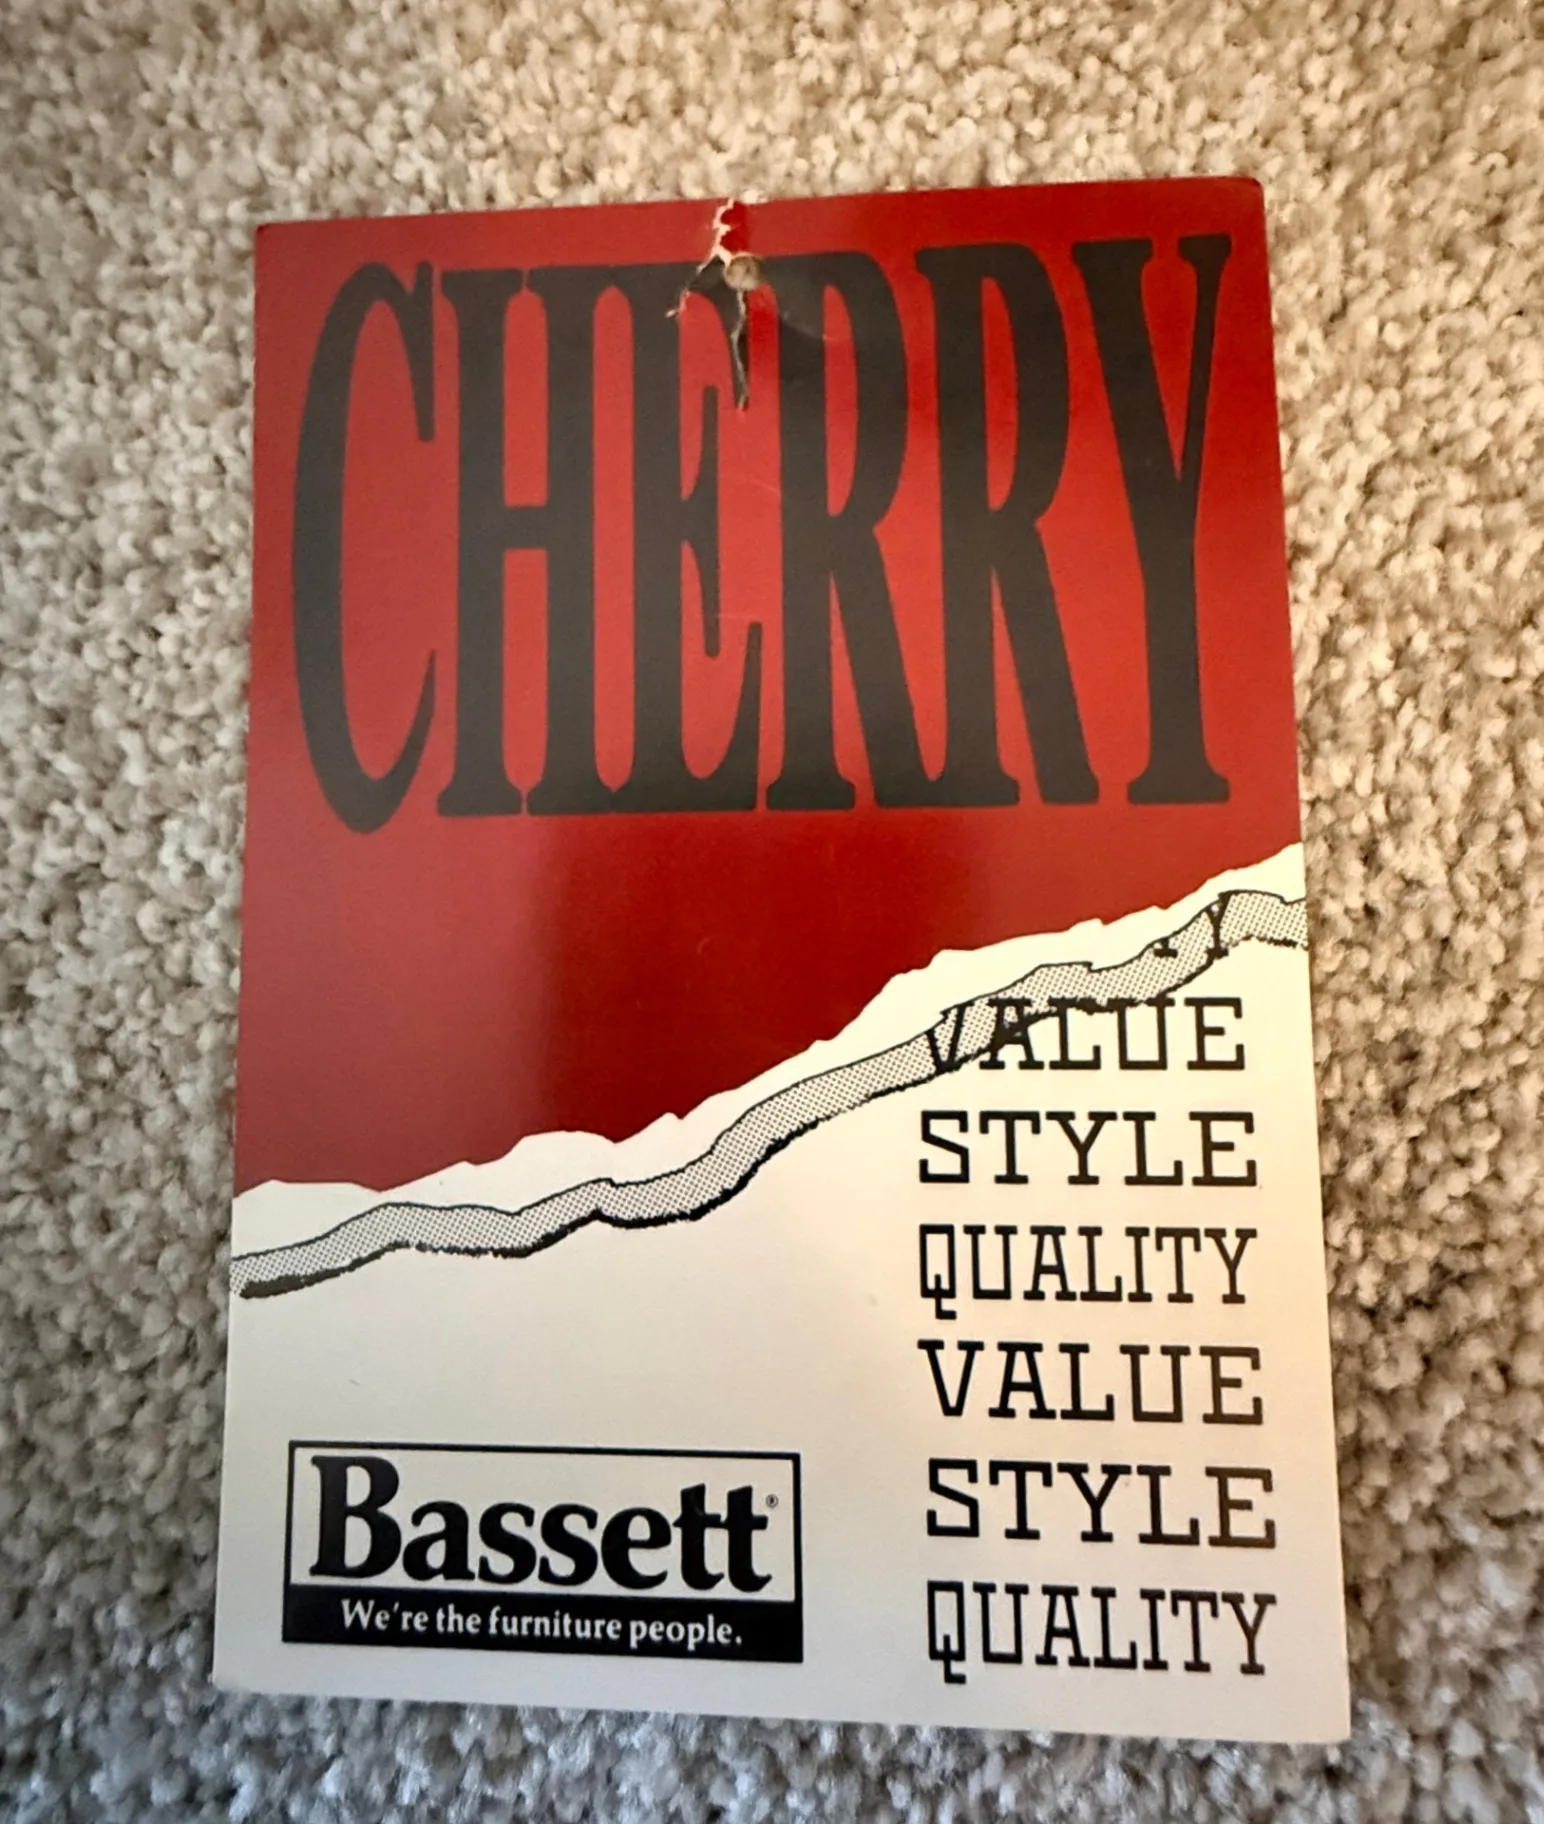 CHERRY
VALUE
STYLE
QUALITY
VALUE
STYLE
QUALITY
Bassett®
We're the furniture people.